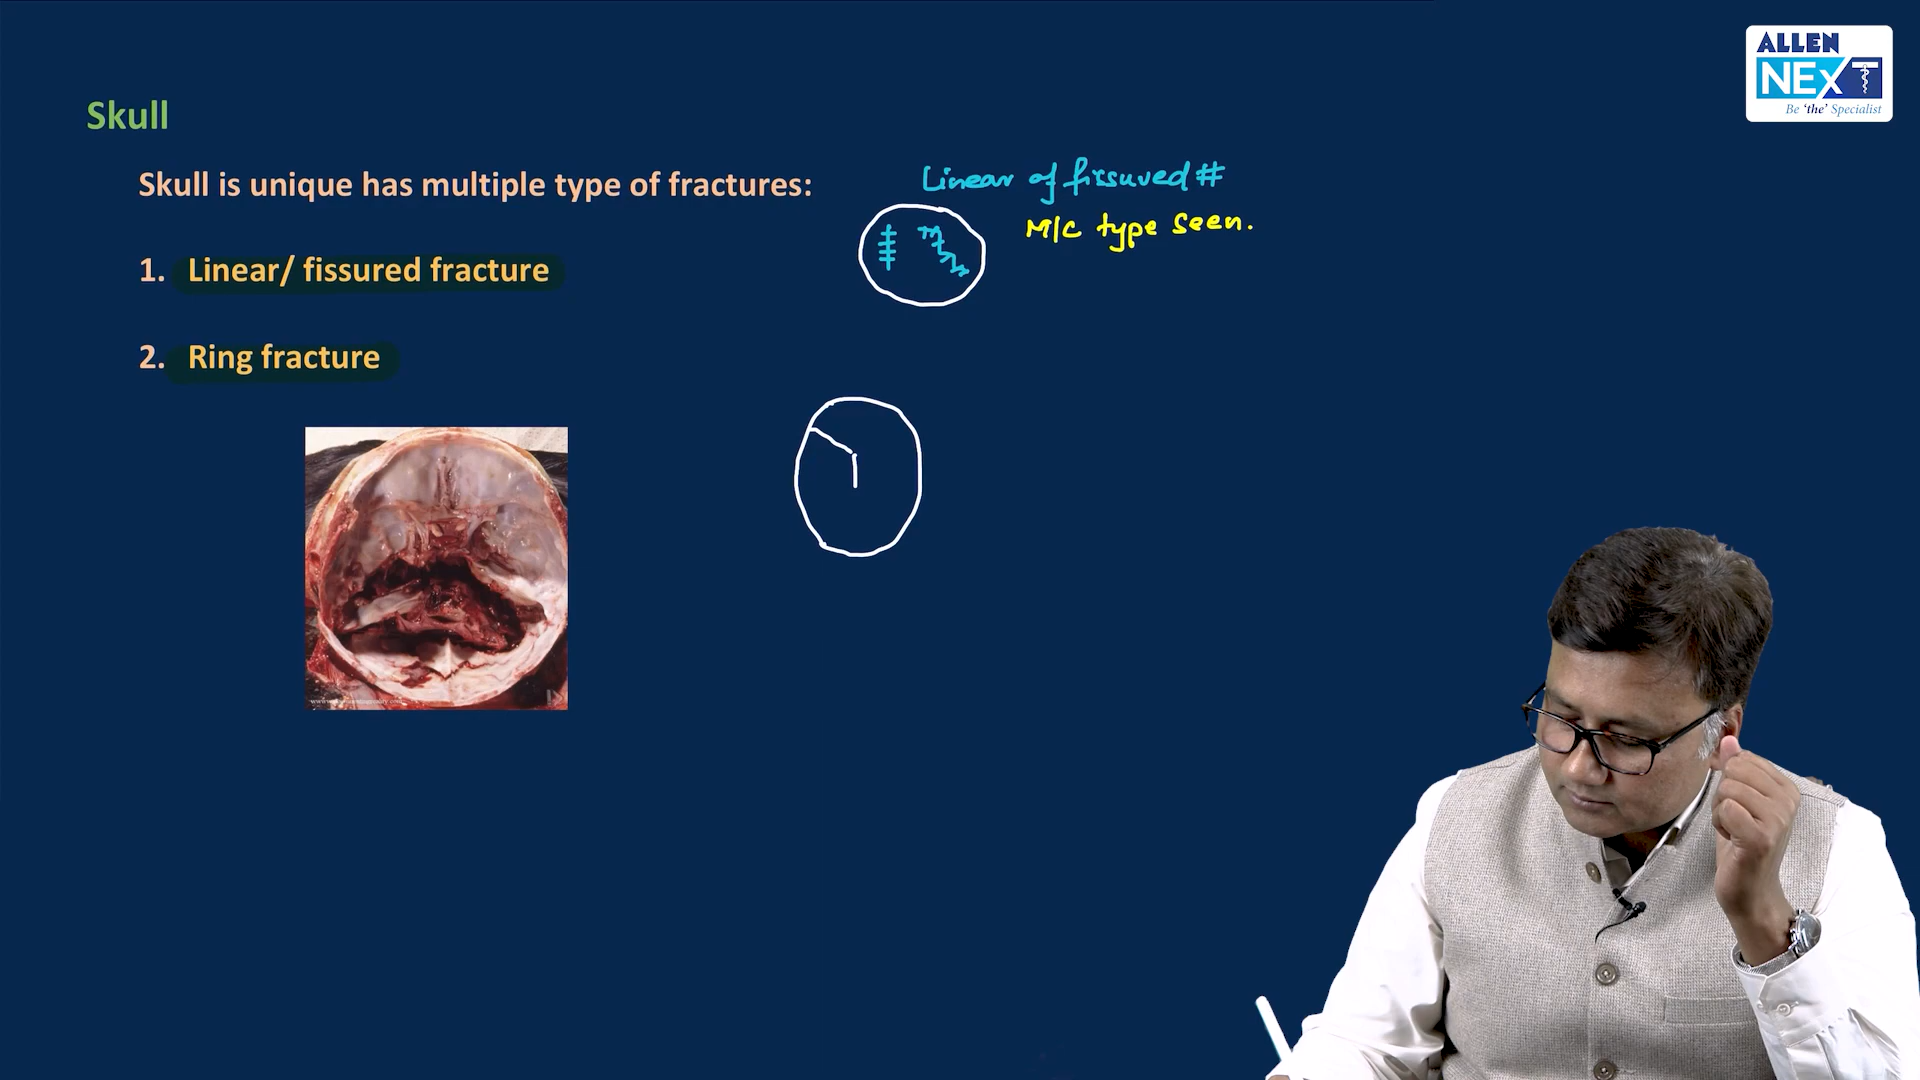 ALLEN
NEXT
Be 'the' Specialist
Skull
Skull is unique has multiple type of fractures:
Linear of fissured #
M/C type seen.
1. Linear/ fissured fracture
2. Ring fracture